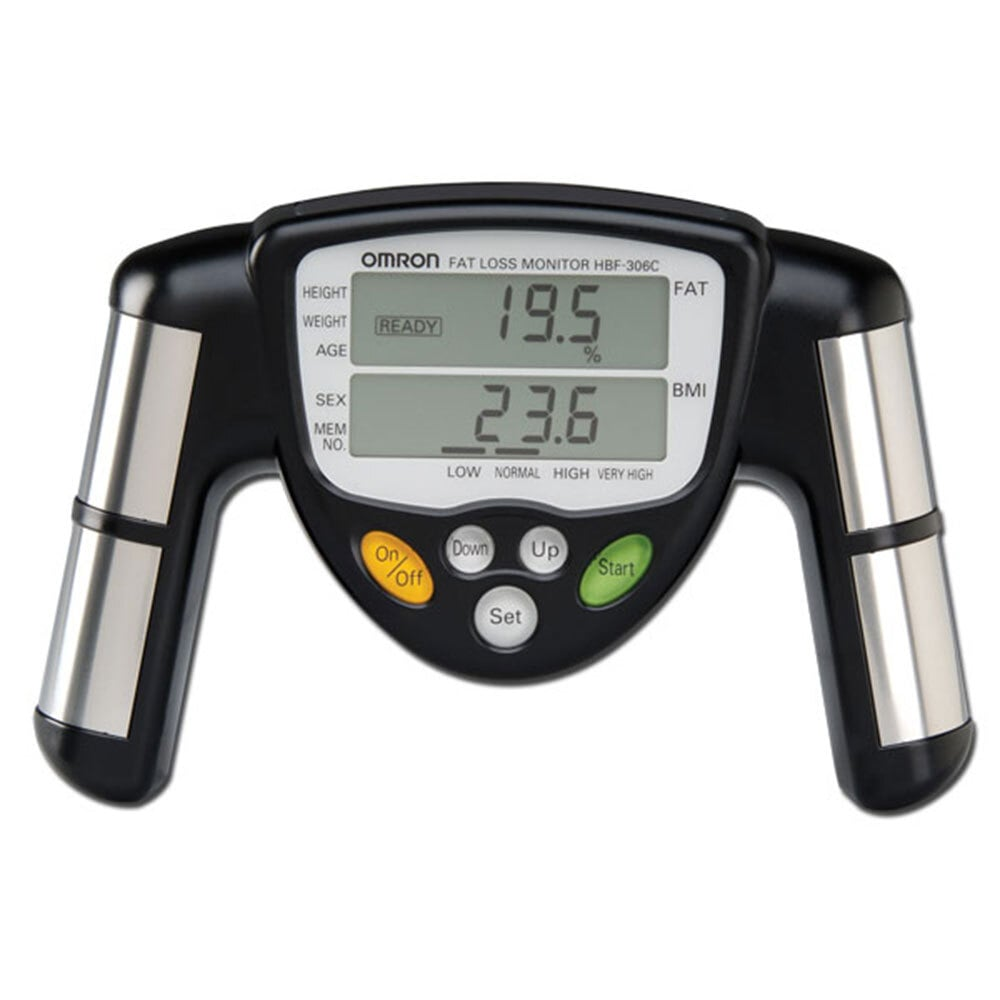 OMRON FAT LOSS MONITOR HBF-306C
HEIGHT
WEIGHT
AGE
READY
19.5
%
FAT
SEX
MEM
NO.
23.6
BMI
LOW NORMAL HIGH VERY HIGH
On/Off
Down
Up
Start
Set